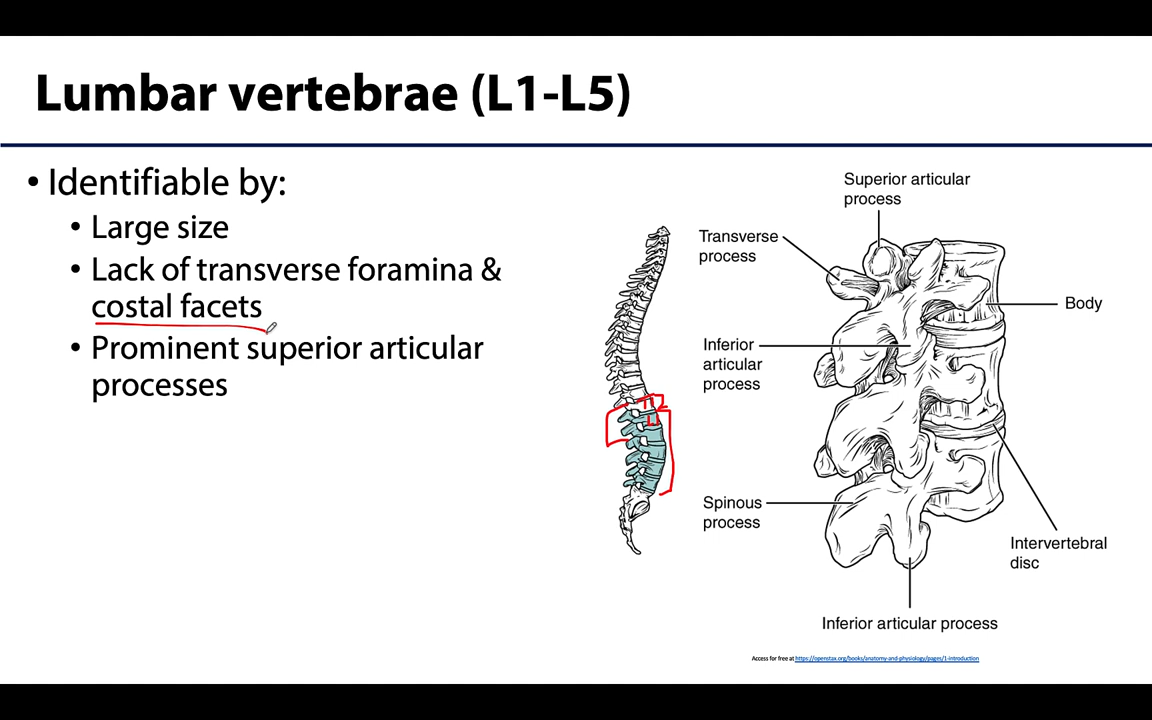 Lumbar vertebrae (L1-L5)
• Identifiable by:
• Large size
• Lack of transverse foramina &
costal facets
• Prominent superior articular
processes
Superior articular
process
Transverse
process
Body
Inferior
articular
process
Spinous
process
Intervertebral
disc
Inferior articular process
Access for free at https://openstax.org/books/anatomy-and-physiology/pages/1-introduction